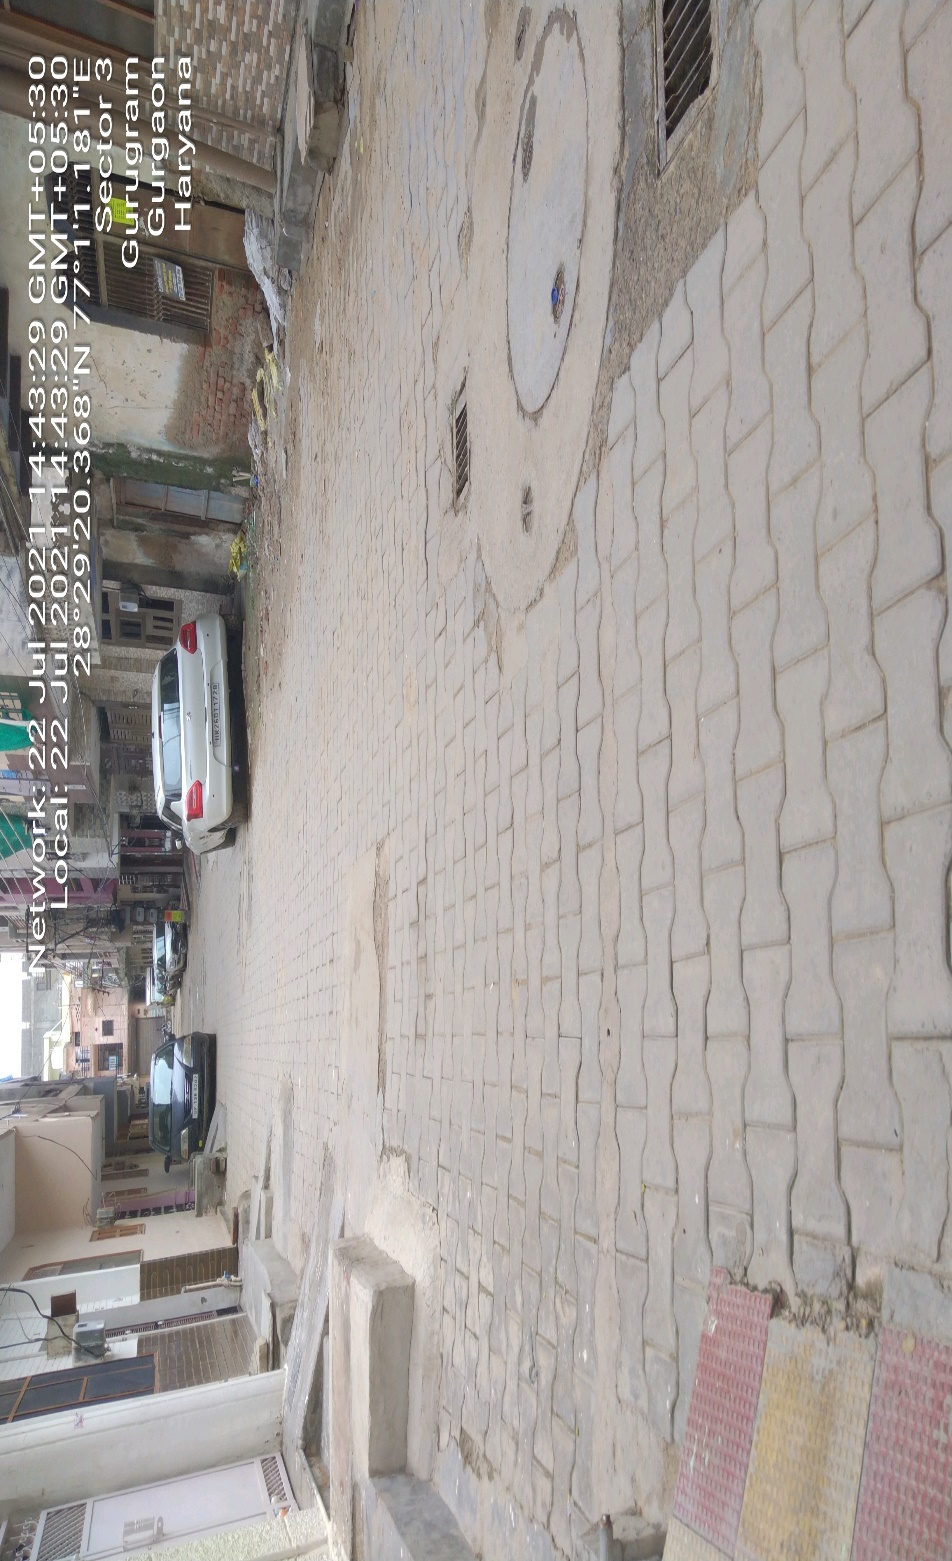 Network: 22 Jul 2021 14:43:29 GMT+05:30
Local: 22 Jul 2021 14:43:29 GMT+05:30
28°29'20.368"N 77°1'11.181"E
Sector 3
Gurugram
Gurgaon
Haryana